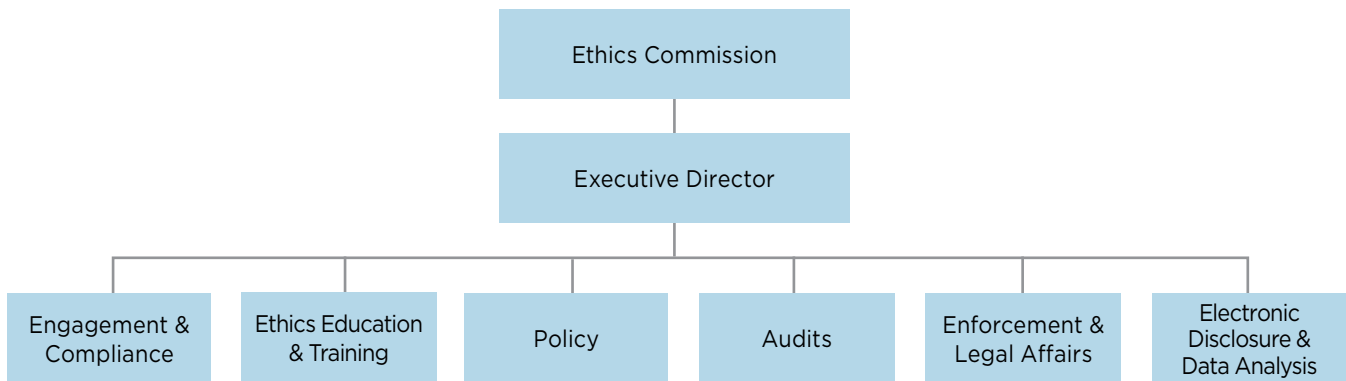 Ethics Commission
Executive Director
Engagement &
Compliance
Ethics Education
& Training
Policy
Audits
Enforcement &
Legal Affairs
Electronic
Disclosure &
Data Analysis